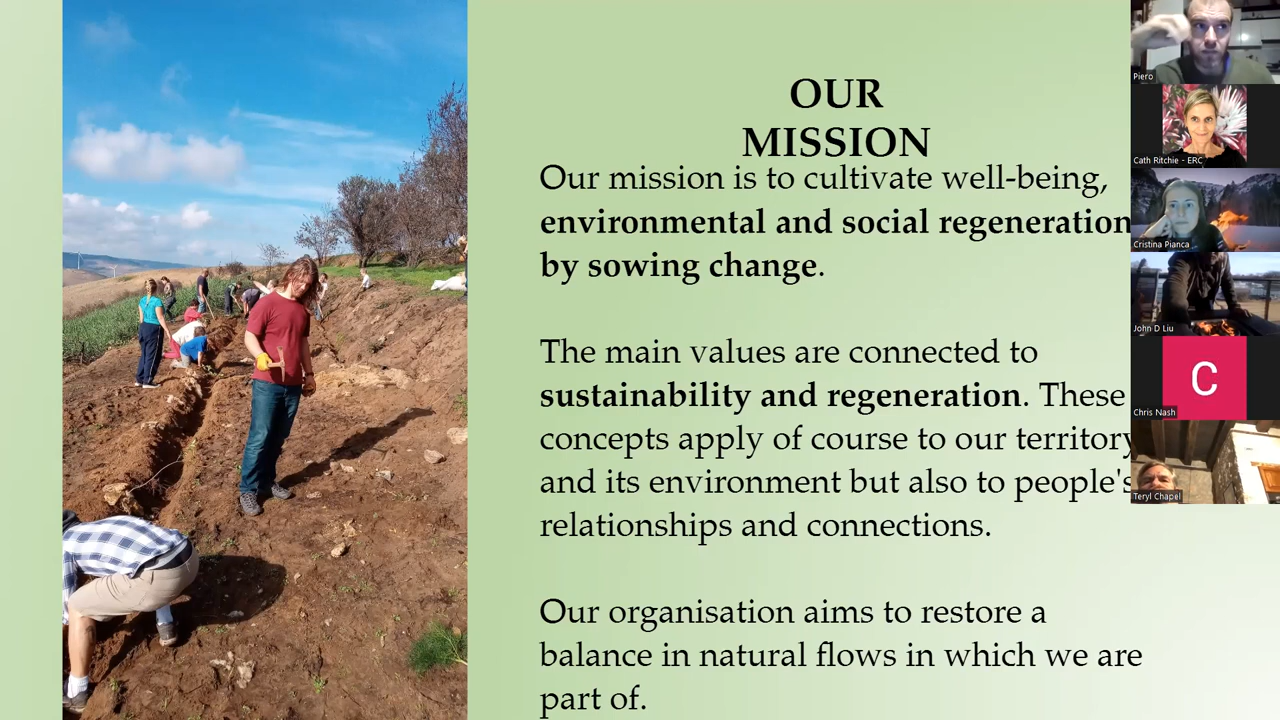 OUR
MISSION
Our mission is to cultivate well-being,
environmental and social regeneration
by sowing change.
The main values are connected to
sustainability and regeneration. These
concepts apply of course to our territory
and its environment but also to people's
relationships and connections.
Our organisation aims to restore a
balance in natural flows in which we are
part of.
Piero
Cath Ritchie - ERC
Cristina Pianca
John D Liu
C
Chris Nash
Teryl Chapel